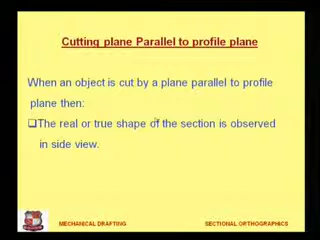 Cutting plane Parallel to profile plane
When an object is cut by a plane parallel to profile
plane then:
❑The real or true shape of the section is observed
in side view.
MECHANICAL DRAFTING SECTIONAL ORTHOGRAPHICS